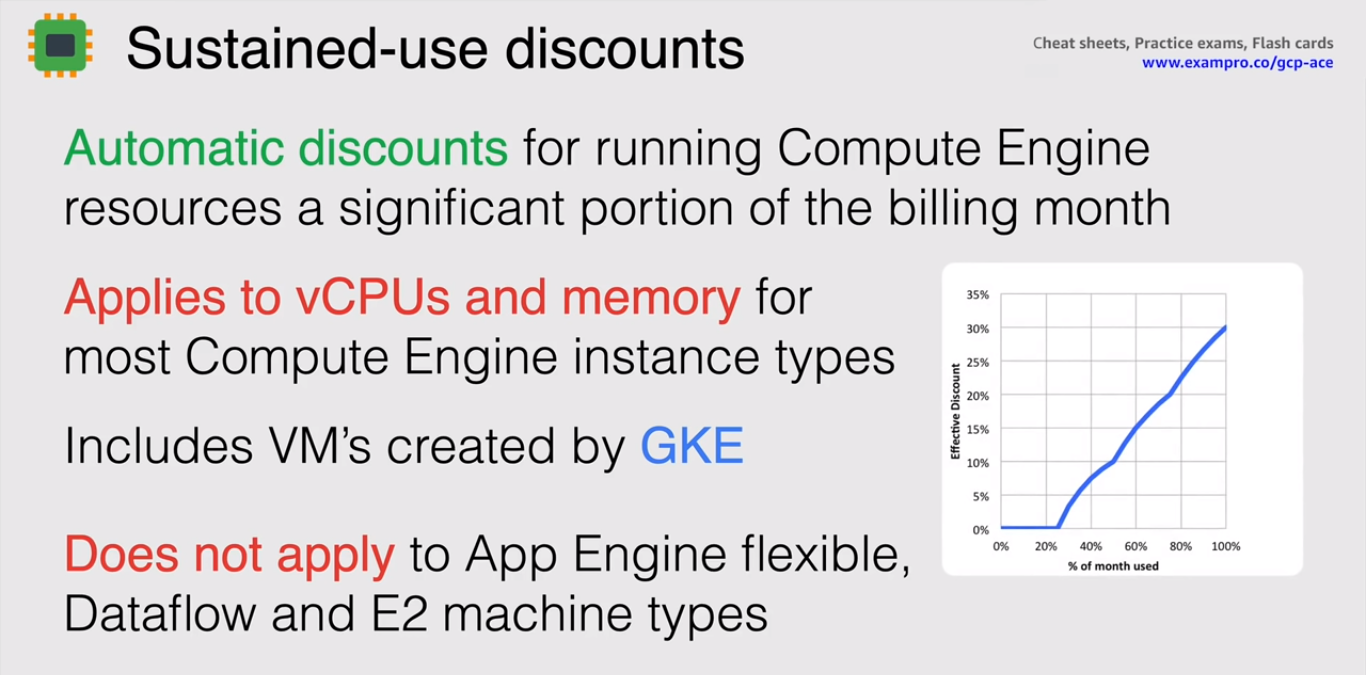 Sustained-use discounts
Cheat sheets, Practice exams, Flash cards
www.exampro.co/gcp-ace
Automatic discounts for running Compute Engine
resources a significant portion of the billing month
Applies to vCPUs and memory for
most Compute Engine instance types
Includes VM's created by GKE
Does not apply to App Engine flexible,
Dataflow and E2 machine types
Effective Discount
35%
30%
25%
20%
15%
10%
5%
0%
0% 20% 40% 60% 80% 100%
% of month used